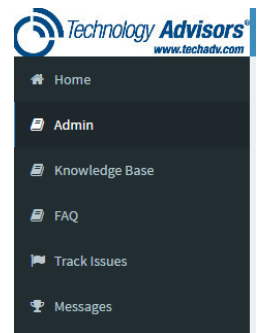 Technology Advisors®
www.techadv.com
Home
Admin
Knowledge Base
FAQ
Track Issues
Messages